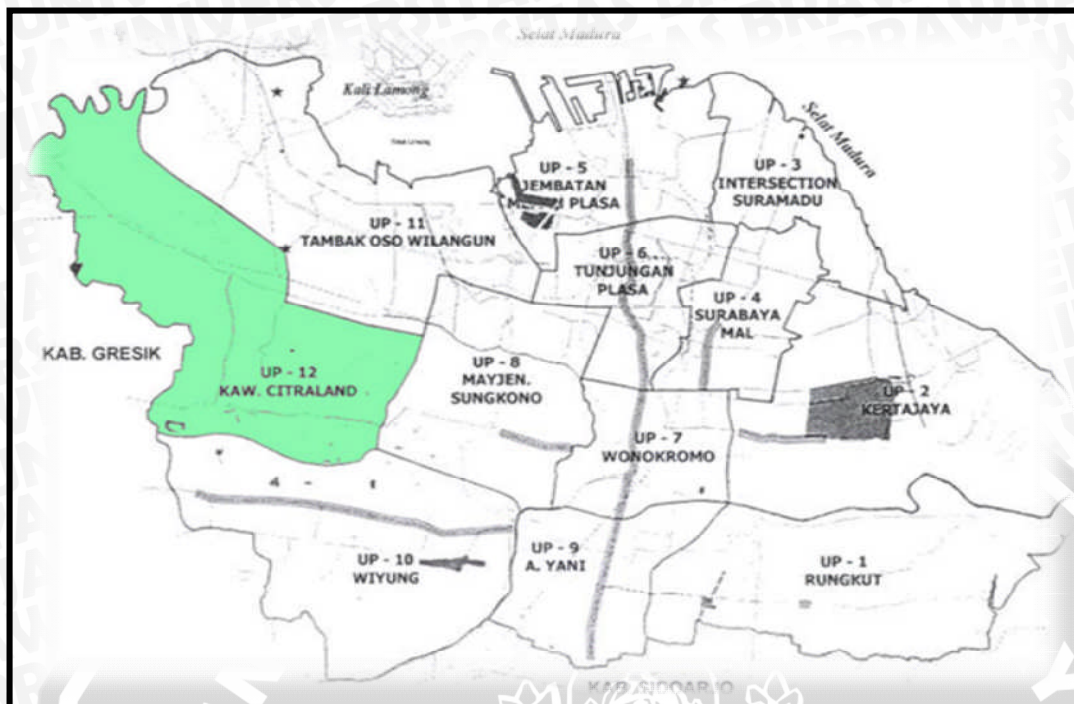 Selat Madura
Kali Lamong
Selat Madura
UP - 5
JEMBATAN
PLASA
UP - 3
INTERSECTION
SURAMADU
UP - 11
TAMBAK OSO WILANGUN
UP - 6
TUNJUNGAN
PLASA
UP - 4
SURABAYA
MAL
KAB. GRESIK
UP - 12
KAW. CITRALAND
UP - 8
MAYJEN.
SUNGKONO
UP - 2
KERTAJAYA
UP - 7
WONOKROMO
UP - 10
WIYUNG
UP - 9
A. YANI
UP - 1
RUNGKUT
KAB. SIDOARJO